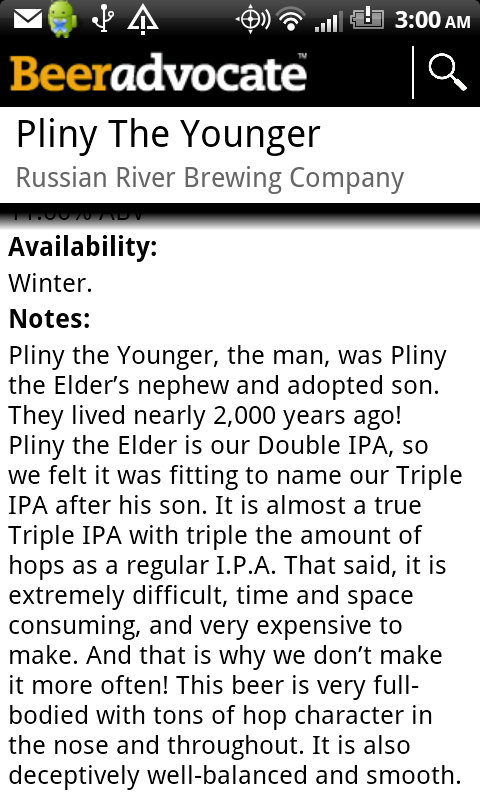 3:00 AM
Beeradvocate™
Pliny The Younger
Russian River Brewing Company
Availability:
Winter.
Notes:
Pliny the Younger, the man, was Pliny
the Elder’s nephew and adopted son.
They lived nearly 2,000 years ago!
Pliny the Elder is our Double IPA, so
we felt it was fitting to name our Triple
IPA after his son. It is almost a true
Triple IPA with triple the amount of
hops as a regular I.P.A. That said, it is
extremely difficult, time and space
consuming, and very expensive to
make. And that is why we don’t make
it more often! This beer is very full-
bodied with tons of hop character in
the nose and throughout. It is also
deceptively well-balanced and smooth.